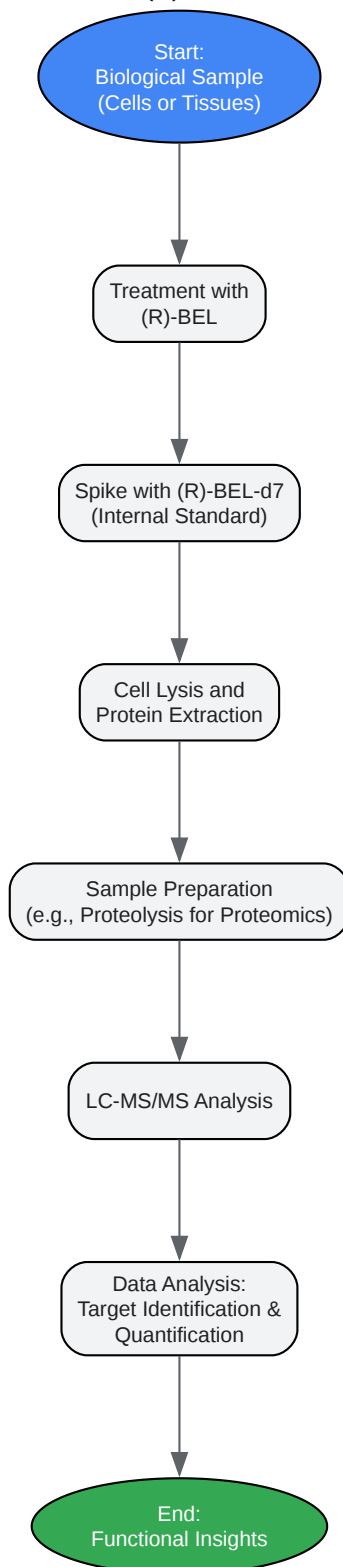 Start:
Biological Sample
(Cells or Tissues)
Treatment with
(R)-BEL
Spike with (R)-BEL-d7
(Internal Standard)
Cell Lysis and
Protein Extraction
Sample Preparation
(e.g., Proteolysis for Proteomics)
LC-MS/MS Analysis
Data Analysis:
Target Identification &
Quantification
End:
Functional Insights